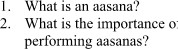 1. What is an aasana?
2. What is the importance of
performing aasanas?